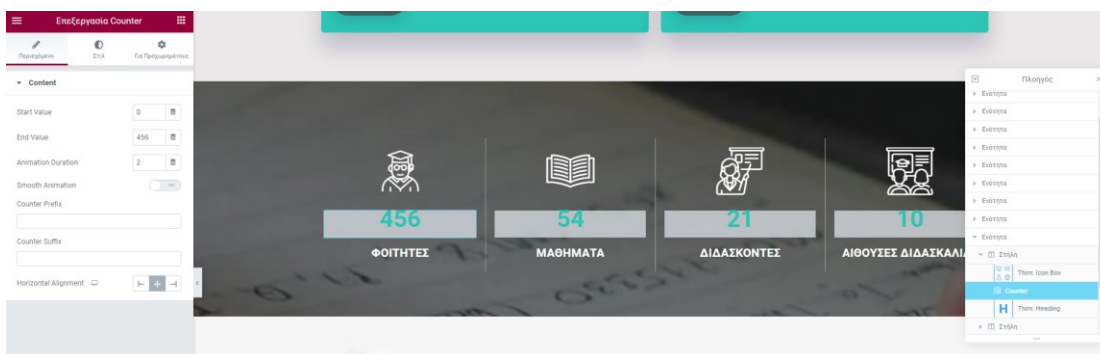 Επεξεργασία Counter
Περιεχόμενο
Στιλ
Για Προχωρημένους
Content
Start Value
0
End Value
456
Animation Duration
2
Smooth Animation
Counter Prefix
Counter Suffix
Horizontal Alignment
456
54
21
10
ΦΟΙΤΗΤΕΣ
ΜΑΘΗΜΑΤΑ
ΔΙΔΑΣΚΟΝΤΕΣ
ΑΙΘΟΥΣΕΣ ΔΙΔΑΣΚΑΛΙ
Πλοηγός
Ενότητα
Ενότητα
Ενότητα
Ενότητα
Ενότητα
Ενότητα
Ενότητα
Ενότητα
Ενότητα
Στήλη
Thim: Icon Box
Counter
Thim: Heading
Στήλη